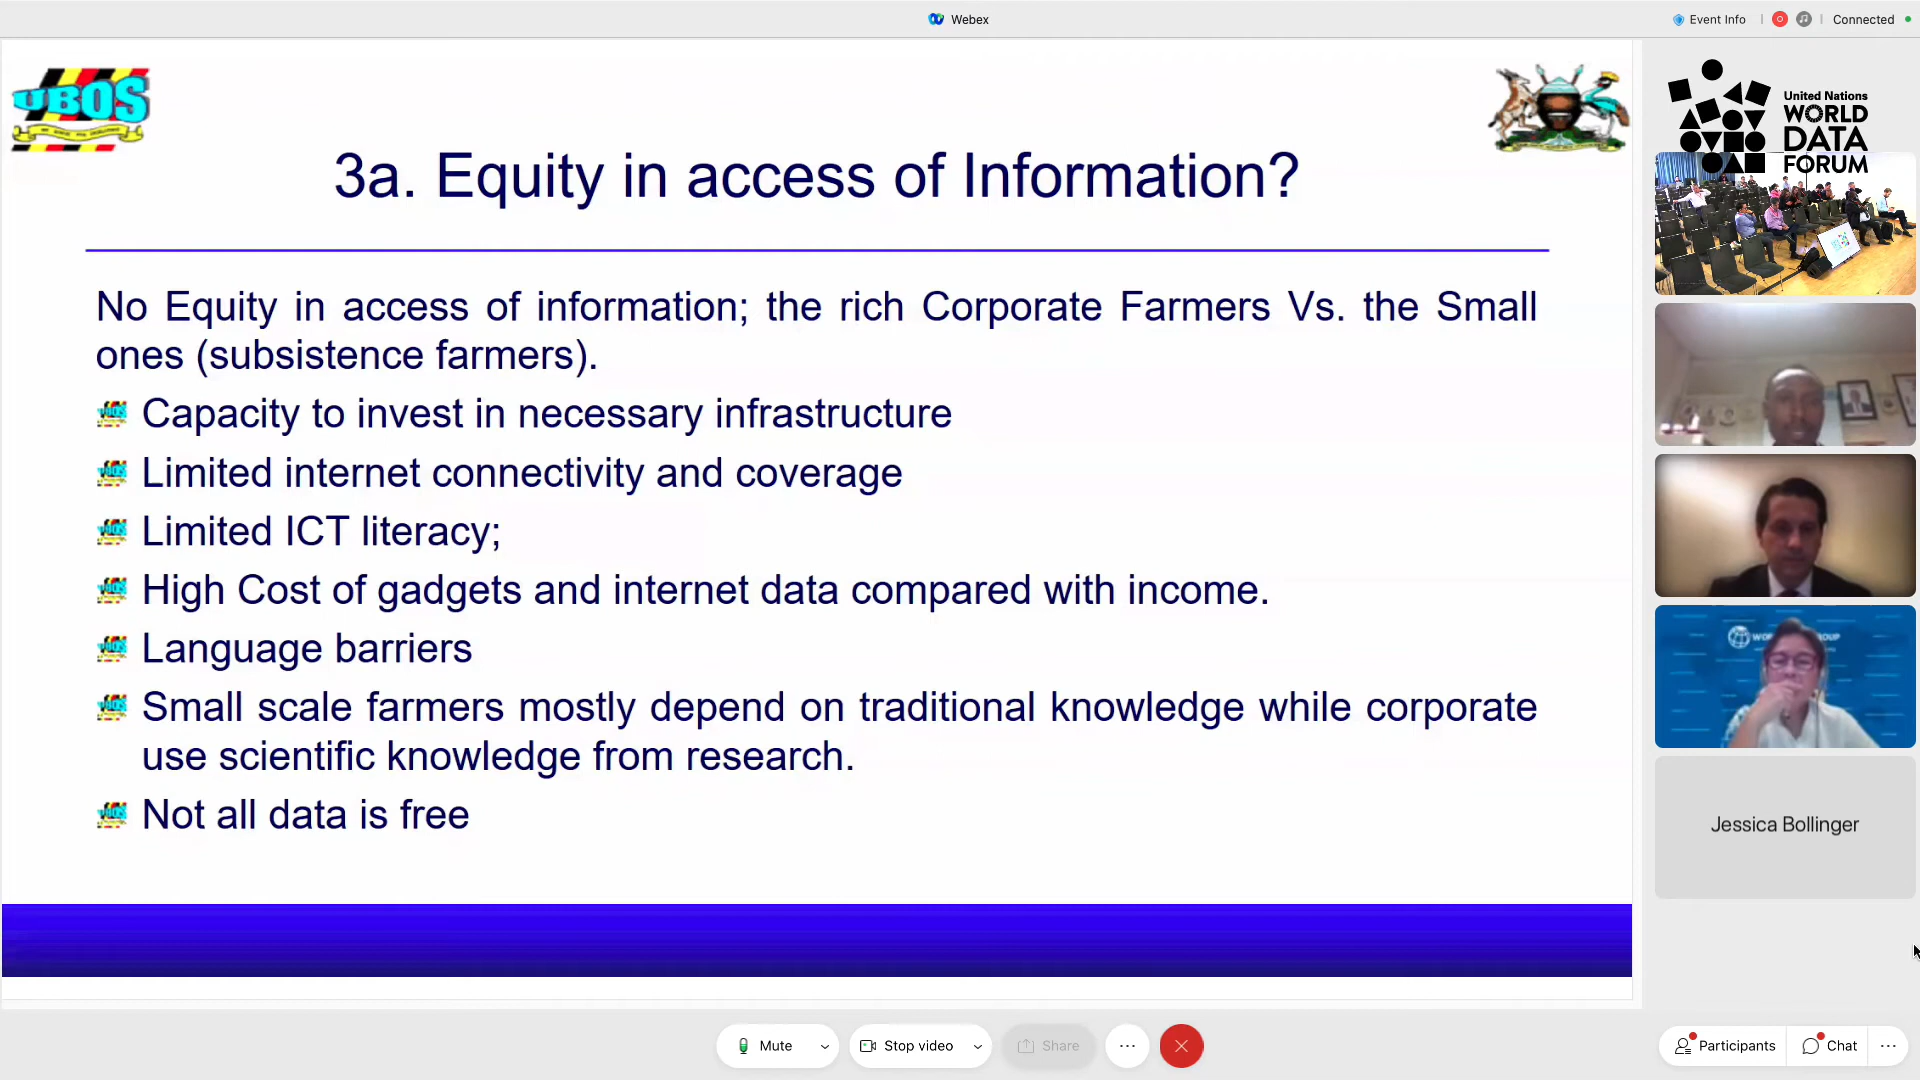 Webex
Event Info
Connected
UBOS
United Nations
WORLD
DATA
FORUM
3a. Equity in access of Information?
No Equity in access of information; the rich Corporate Farmers Vs. the Small
ones (subsistence farmers).
Capacity to invest in necessary infrastructure
Limited internet connectivity and coverage
Limited ICT literacy;
High Cost of gadgets and internet data compared with income.
Language barriers
Small scale farmers mostly depend on traditional knowledge while corporate
use scientific knowledge from research.
Not all data is free
Jessica Bollinger
Mute
Stop video
Share
Participants
Chat